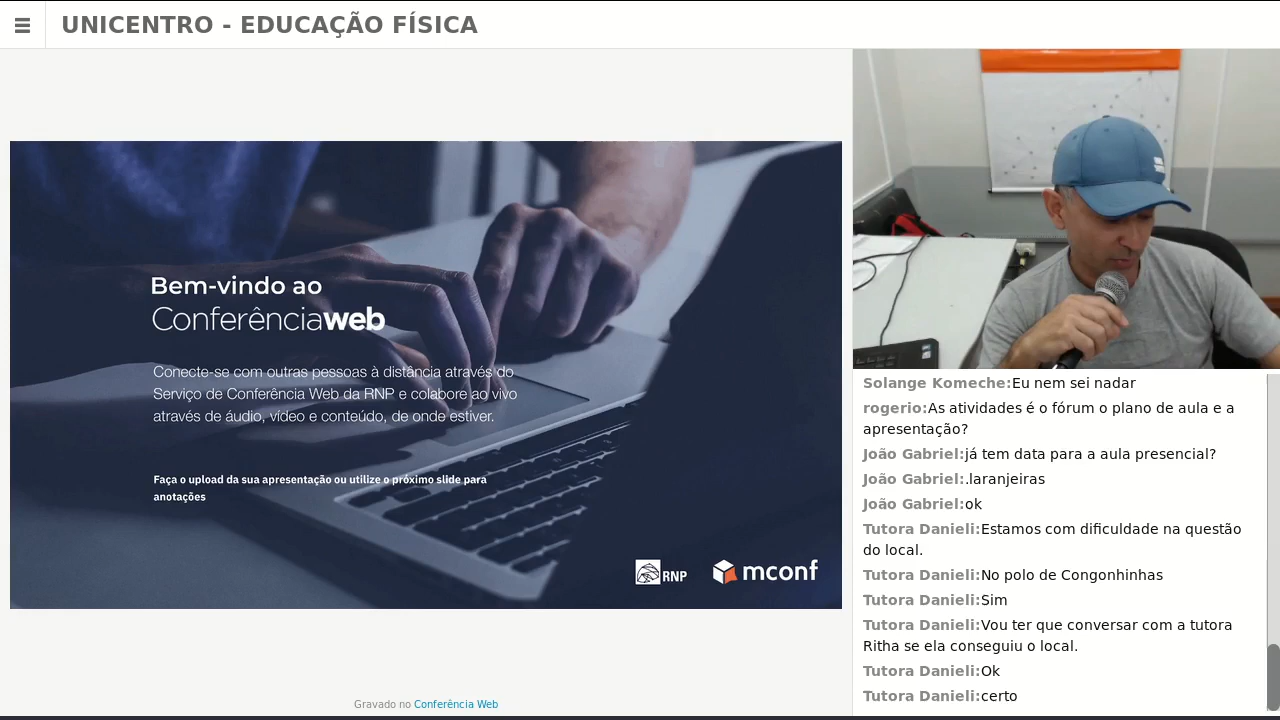 UNICENTRO - EDUCAÇÃO FÍSICA
Bem-vindo ao
Conferênciaweb
Conecte-se com outras pessoas à distância através do
Serviço de Conferência Web da RNP e colabore ao vivo
através de áudio, vídeo e conteúdo, de onde estiver.
Faça o upload da sua apresentação ou utilize o próximo slide para
anotações
RNP
mconf
Gravado no Conferência Web
Solange Komeche:Eu nem sei nadar
rogerio:As atividades é o fórum o plano de aula e a
apresentação?
João Gabriel:já tem data para a aula presencial?
João Gabriel:.laranjeiras
João Gabriel:ok
Tutora Danieli:Estamos com dificuldade na questão
do local.
Tutora Danieli:No polo de Congonhinhas
Tutora Danieli:Sim
Tutora Danieli:Vou ter que conversar com a tutora
Ritha se ela conseguiu o local.
Tutora Danieli:Ok
Tutora Danieli:certo